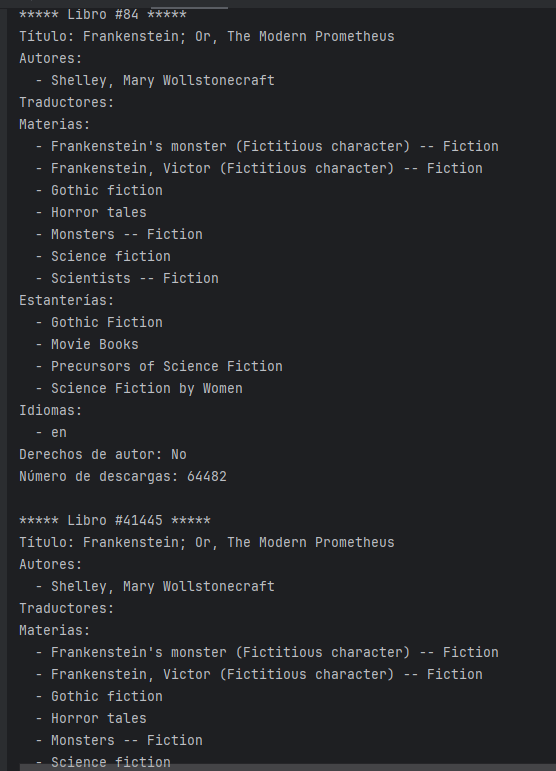 ***** Libro #84 *****
Título: Frankenstein; Or, The Modern Prometheus
Autores:
  - Shelley, Mary Wollstonecraft
Traductores:
Materias:
  - Frankenstein's monster (Fictitious character) -- Fiction
  - Frankenstein, Victor (Fictitious character) -- Fiction
  - Gothic fiction
  - Horror tales
  - Monsters -- Fiction
  - Science fiction
  - Scientists -- Fiction
Estanterías:
  - Gothic Fiction
  - Movie Books
  - Precursors of Science Fiction
  - Science Fiction by Women
Idiomas:
  - en
Derechos de autor: No
Número de descargas: 64482

***** Libro #41445 *****
Título: Frankenstein; Or, The Modern Prometheus
Autores:
  - Shelley, Mary Wollstonecraft
Traductores:
Materias:
  - Frankenstein's monster (Fictitious character) -- Fiction
  - Frankenstein, Victor (Fictitious character) -- Fiction
  - Gothic fiction
  - Horror tales
  - Monsters -- Fiction
  - Science fiction